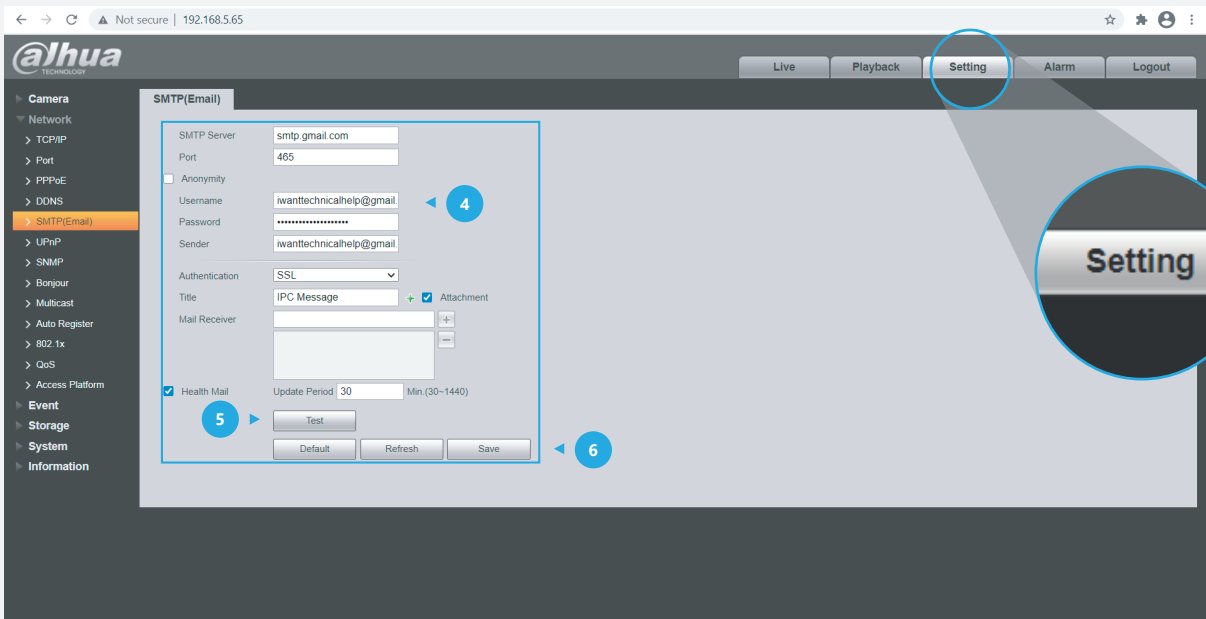 Not secure | 192.168.5.65
alhua
TECHNOLOGY
Live Playback Setting Alarm Logout
Camera
Network
TCP/IP
Port
PPPoE
DDNS
SMTP(Email)
UPnP
SNMP
Bonjour
Multicast
Auto Register
802.1x
QoS
Access Platform
Event
Storage
System
Information
SMTP(Email)
SMTP Server smtp.gmail.com
Port 465
Anonymity
Username iwanttechnicalhelp@gmail.
4
Password ••••••••••••••••••••
Sender iwanttechnicalhelp@gmail.
Authentication SSL
Title IPC Message + Attachment
Mail Receiver +
−
Health Mail Update Period 30 Min.(30~1440)
5 Test
Default Refresh Save 6
Setting